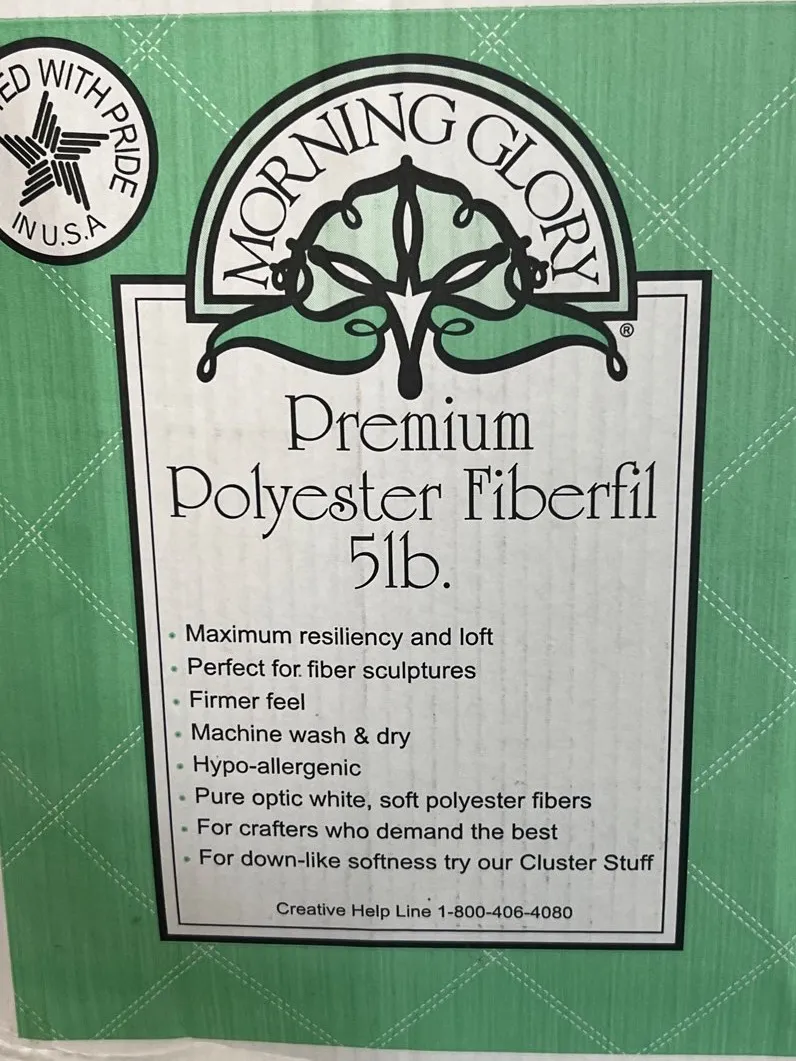 ED WITH PRIDE
IN U.S.A
MORNING GLORY
®
Premium
Polyester Fiberfil
5lb.
• Maximum resiliency and loft
• Perfect for fiber sculptures
• Firmer feel
• Machine wash & dry
• Hypo-allergenic
• Pure optic white, soft polyester fibers
• For crafters who demand the best
• For down-like softness try our Cluster Stuff
Creative Help Line 1-800-406-4080